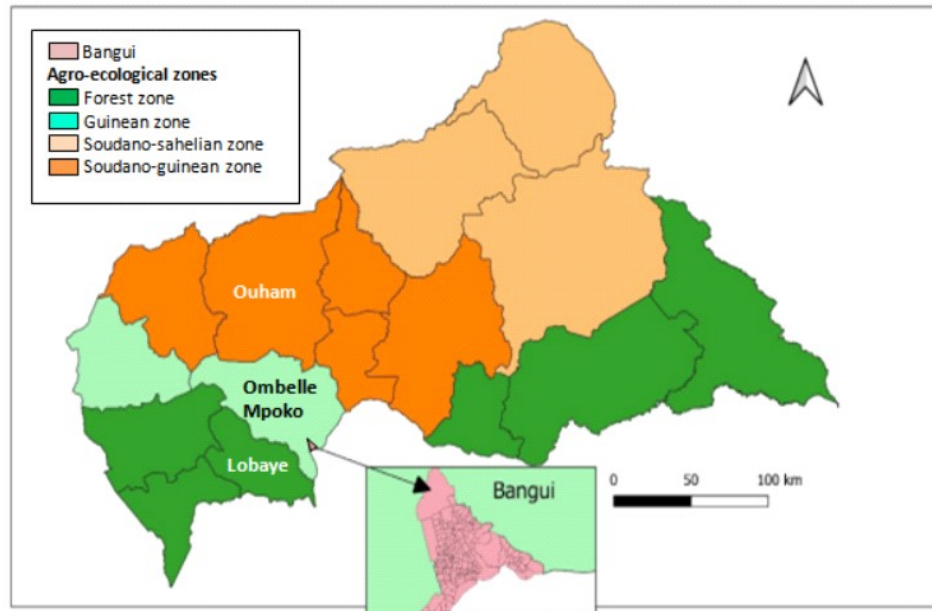 Bangui
Agro-ecological zones
Forest zone
Guinean zone
Soudano-sahelian zone
Soudano-guinean zone
Ouham
Ombelle
Mpoko
Lobaye
Bangui
0 50 100 km